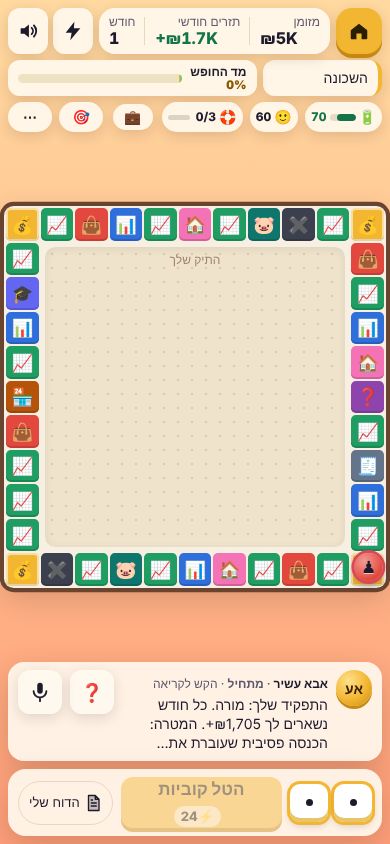 מזומן
₪5K
תזרים חודשי
+₪1.7K
חודש
1
השכונה
מד החופש
0%
70
60
0/3
...
התיק שלך
אבא עשיר · מתחיל · הקש לקריאה
אע
התפקיד שלך: מורה. כל חודש
נשארים לך ₪1,705+. המטרה:
הכנסה פסיבית שעוברת את...
הטל קוביות
24
הדוח שלי